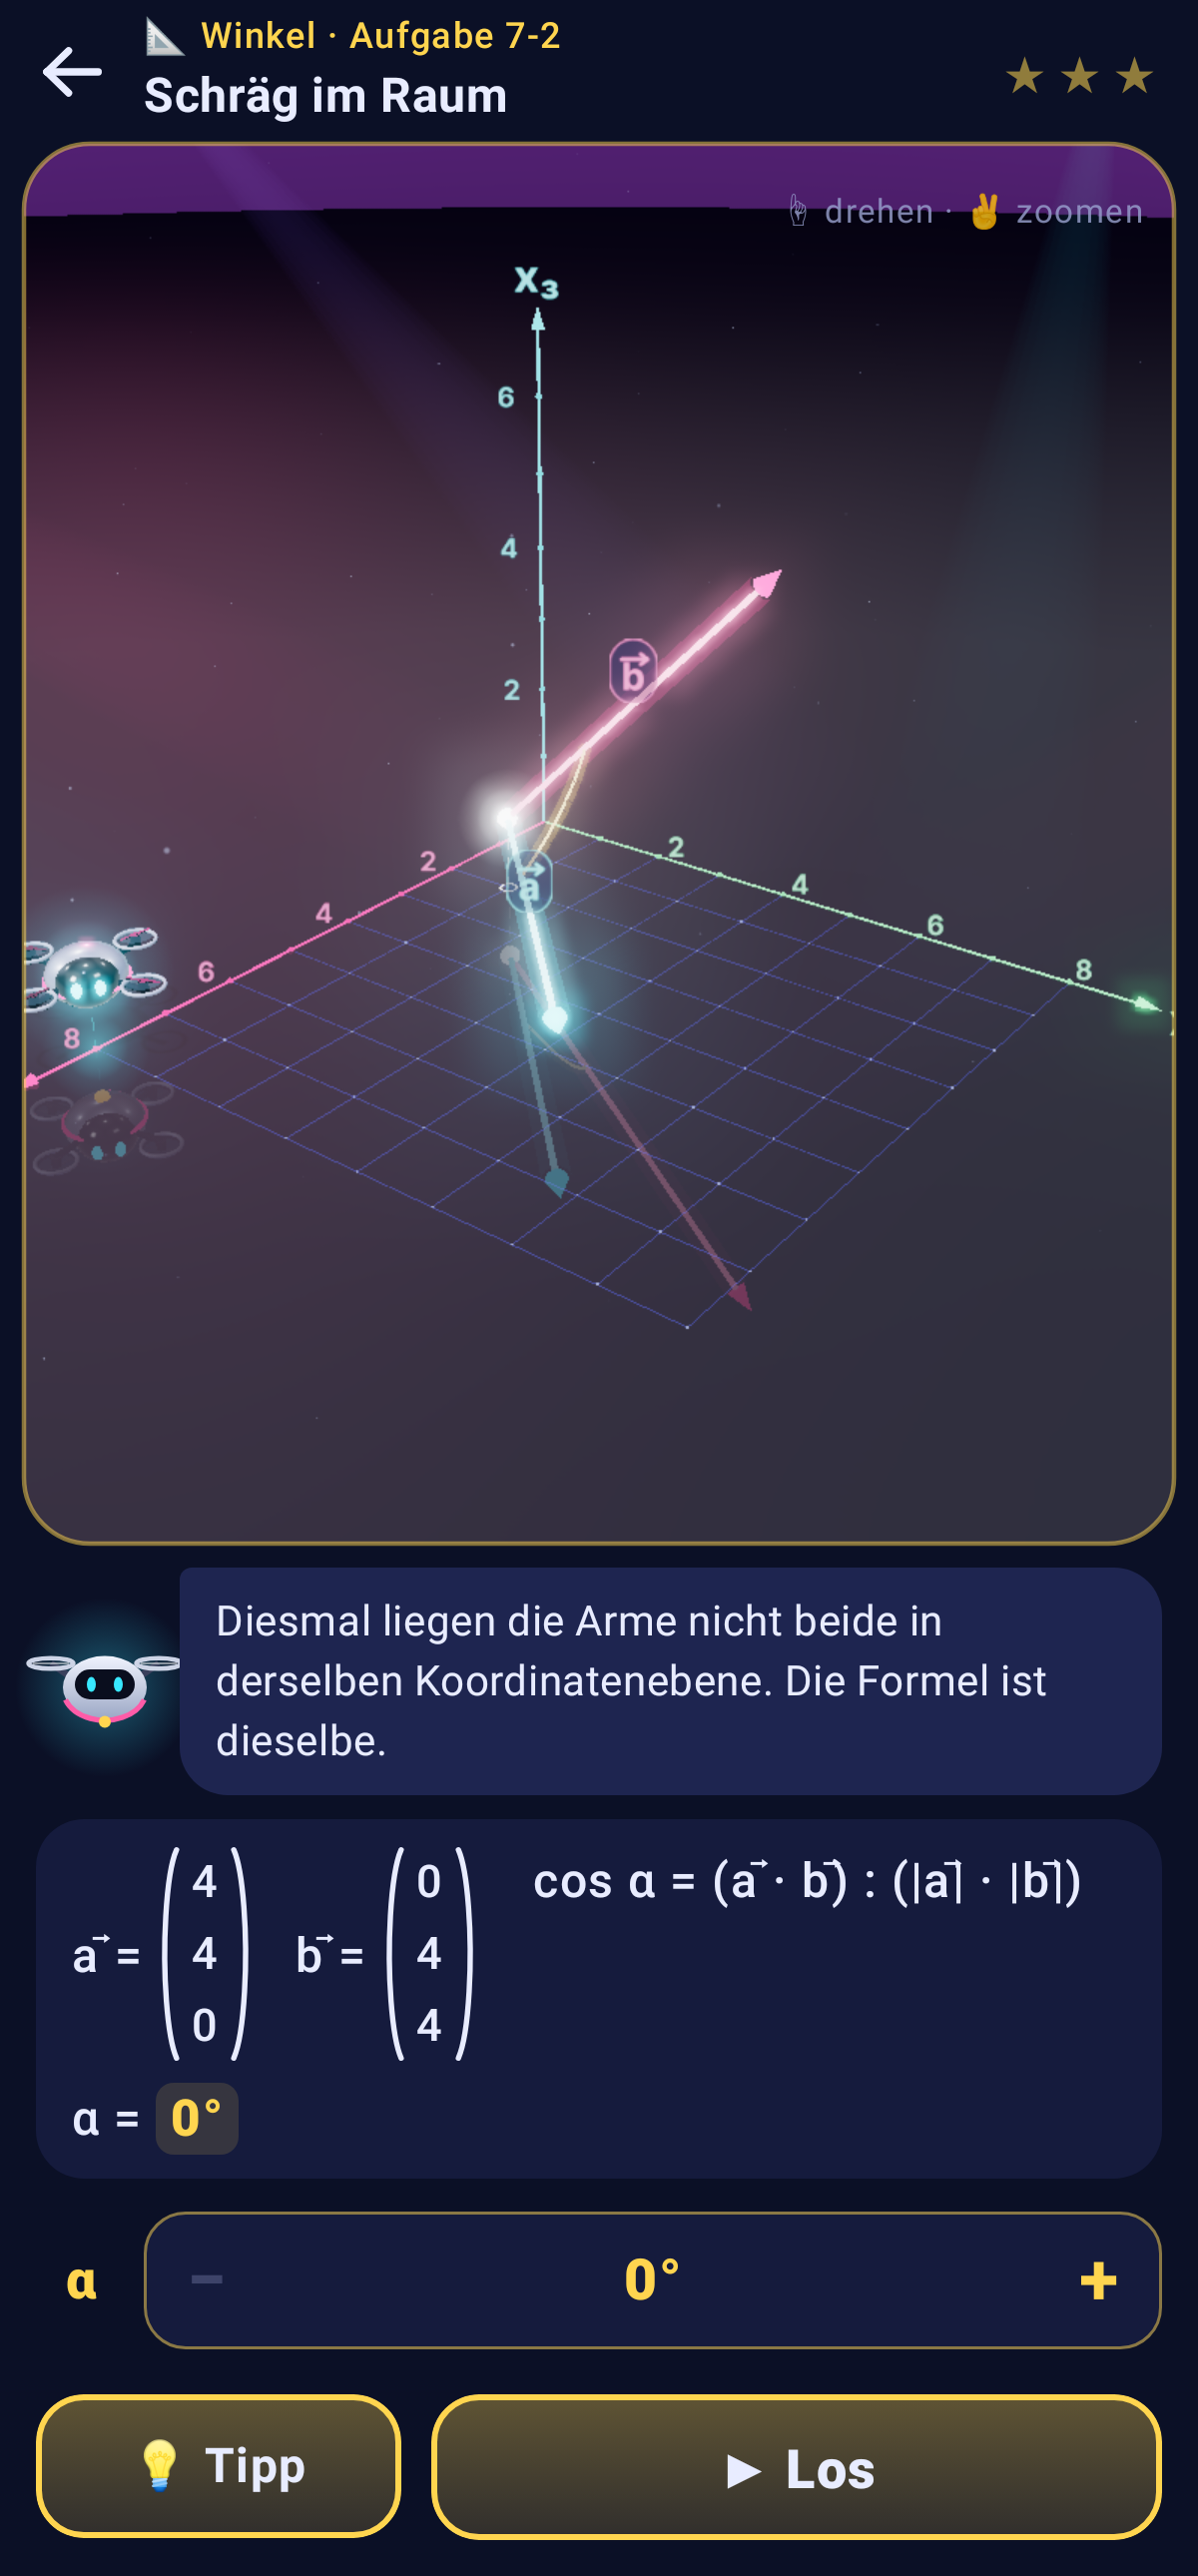 📐 Winkel · Aufgabe 7-2
Schräg im Raum
★ ★ ★
☝ drehen · ✌ zoomen
x₃
6
4
2
b⃗
a⃗
2
4
6
8
2
4
6
8
Diesmal liegen die Arme nicht beide in
derselben Koordinatenebene. Die Formel ist
dieselbe.
a⃗ = (4 4 0) b⃗ = (0 4 4) cos α = (a⃗ · b⃗) : (|a⃗| · |b⃗|)
α = 0°
α − 0° +
💡 Tipp
▶ Los